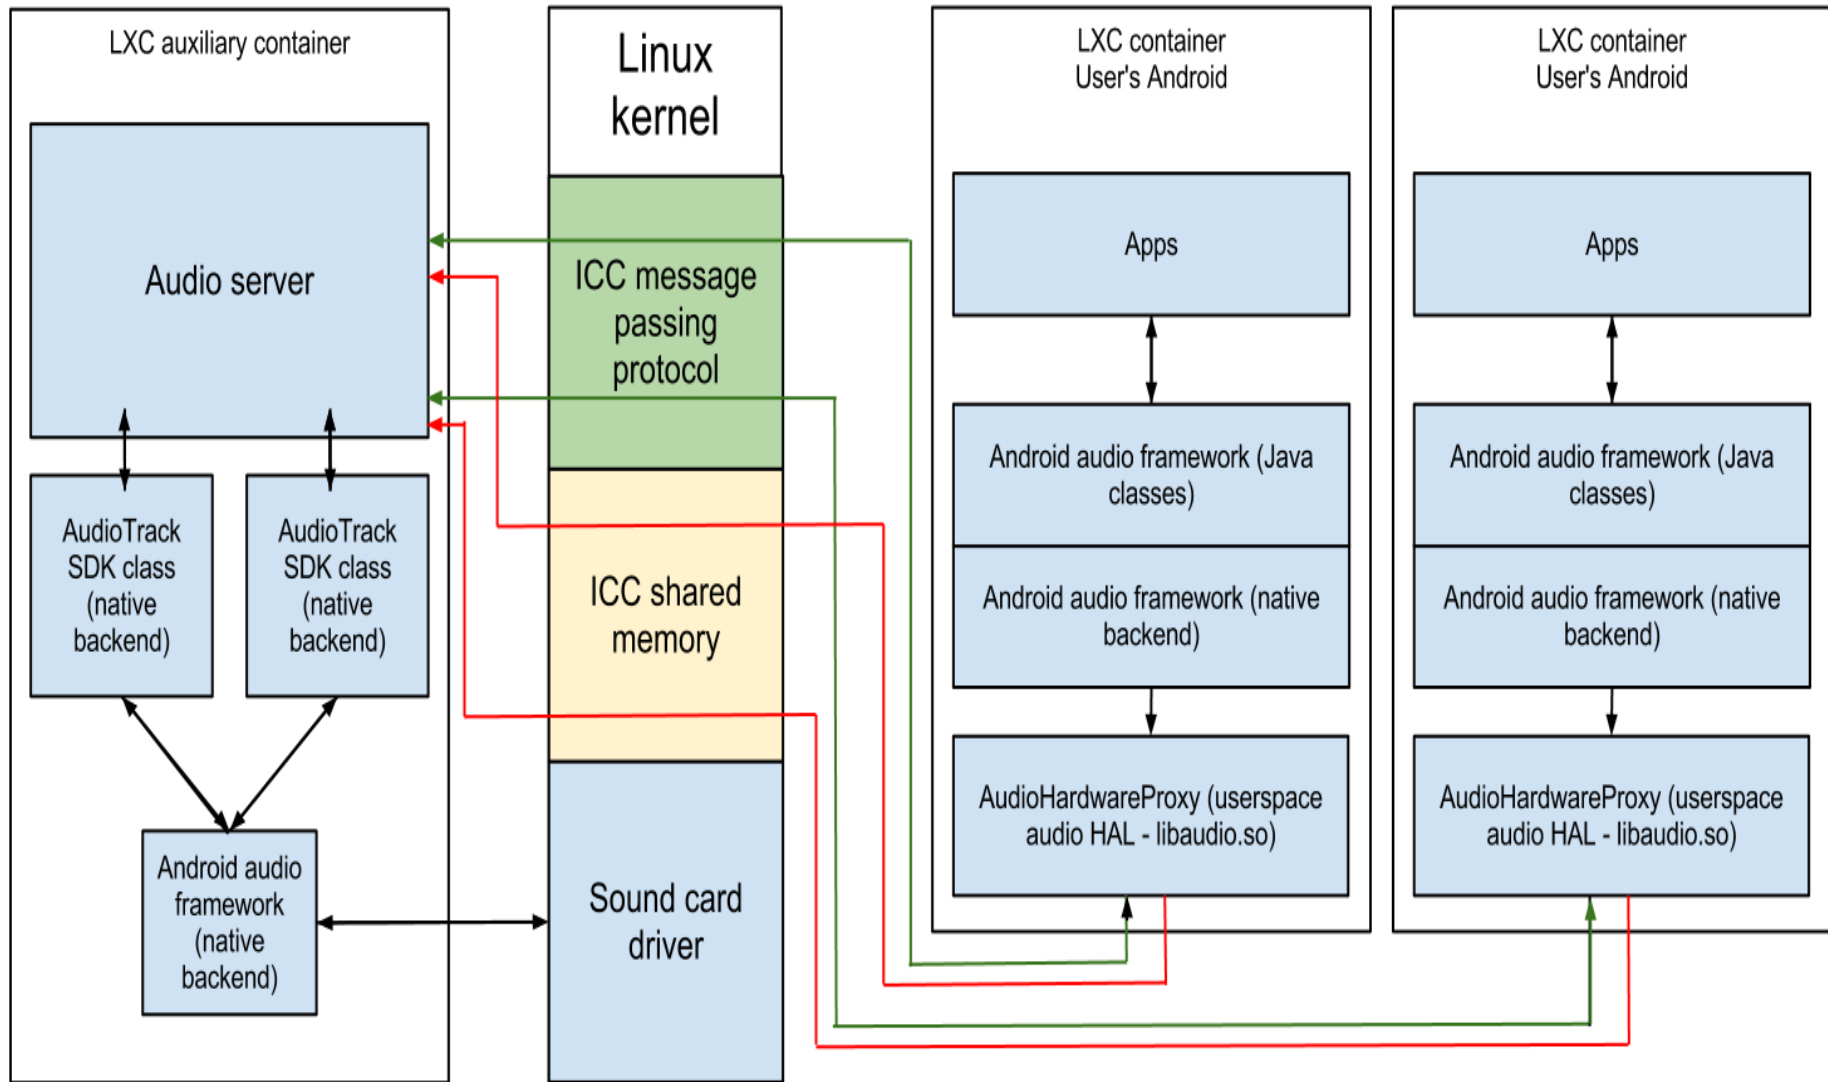 LXC auxiliary container
Audio server
AudioTrack
SDK class
(native
backend)
AudioTrack
SDK class
(native
backend)
Android audio
framework
(native
backend)
Linux
kernel
ICC message
passing
protocol
ICC shared
memory
Sound card
driver
LXC container
User's Android
Apps
Android audio framework (Java
classes)
Android audio framework (native
backend)
AudioHardwareProxy (userspace
audio HAL - libaudio.so)
LXC container
User's Android
Apps
Android audio framework (Java
classes)
Android audio framework (native
backend)
AudioHardwareProxy (userspace
audio HAL - libaudio.so)